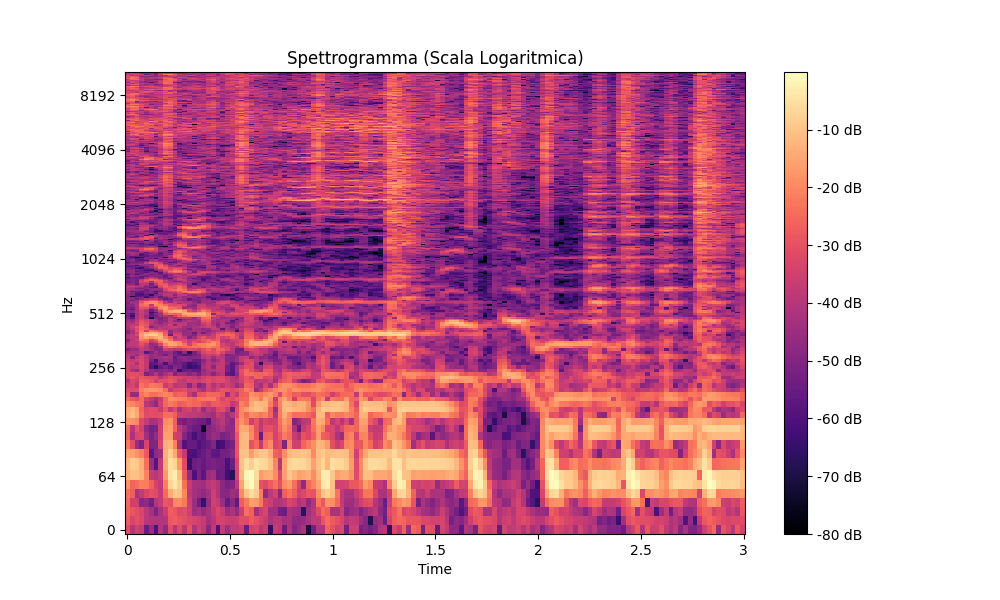 Spettrogramma (Scala Logaritmica)
8192
4096
2048
1024
512
256
128
64
0
Hz
0 0.5 1 1.5 2 2.5 3
Time
-10 dB
-20 dB
-30 dB
-40 dB
-50 dB
-60 dB
-70 dB
-80 dB